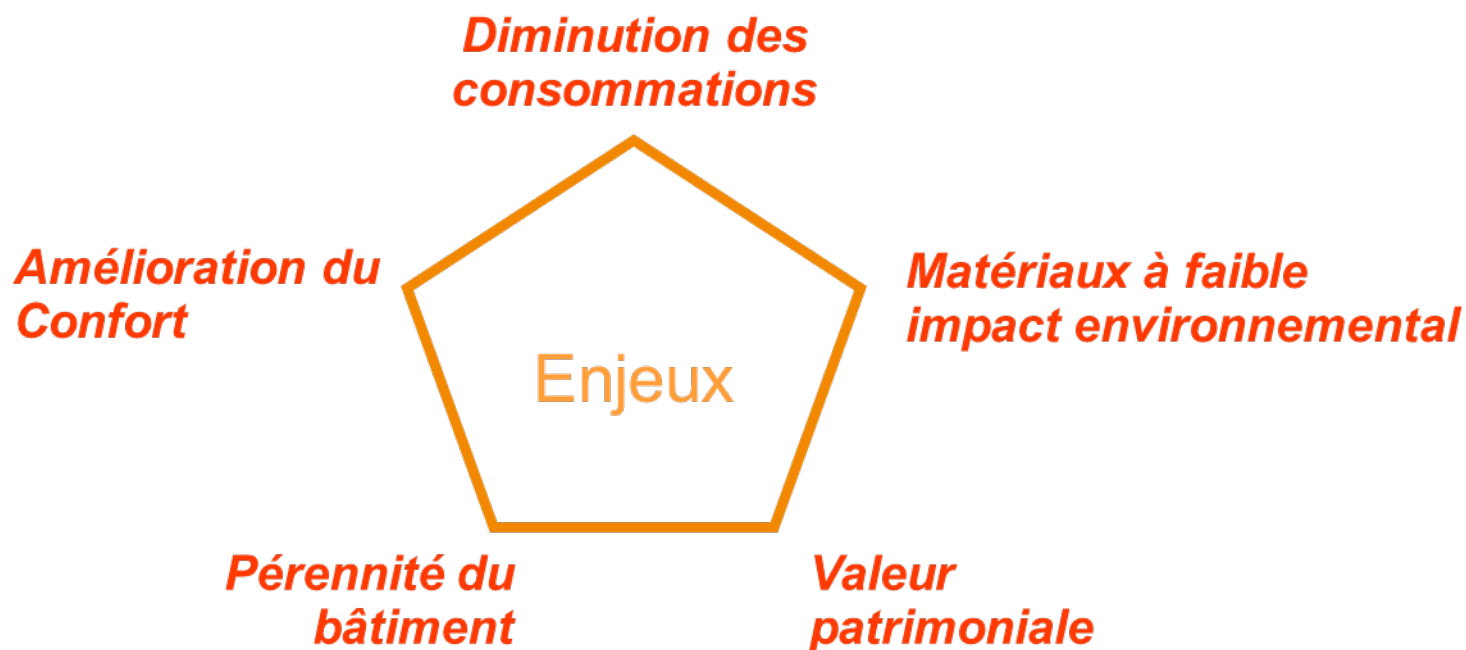 Diminution des
consommations
Amélioration du
Confort
Matériaux à faible
impact environnemental
Enjeux
Pérennité du
bâtiment
Valeur
patrimoniale